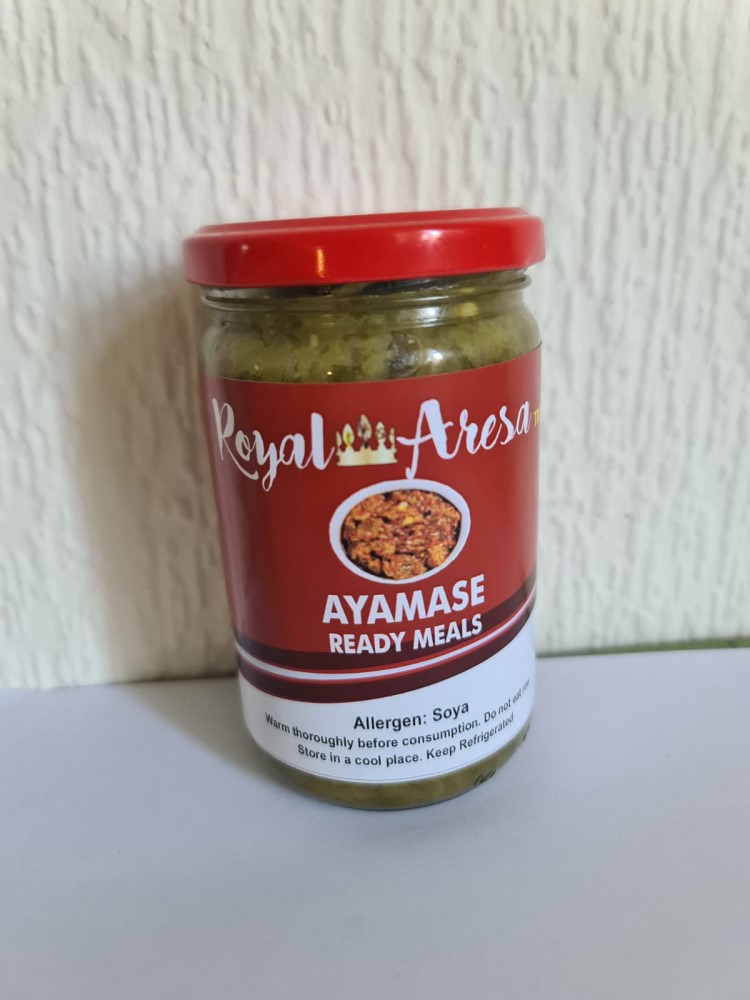 Royal Aresa
AYAMASE
READY MEALS
Allergen: Soya
Warm thoroughly before consumption. Do not eat raw
Store in a cool place. Keep Refrigerated